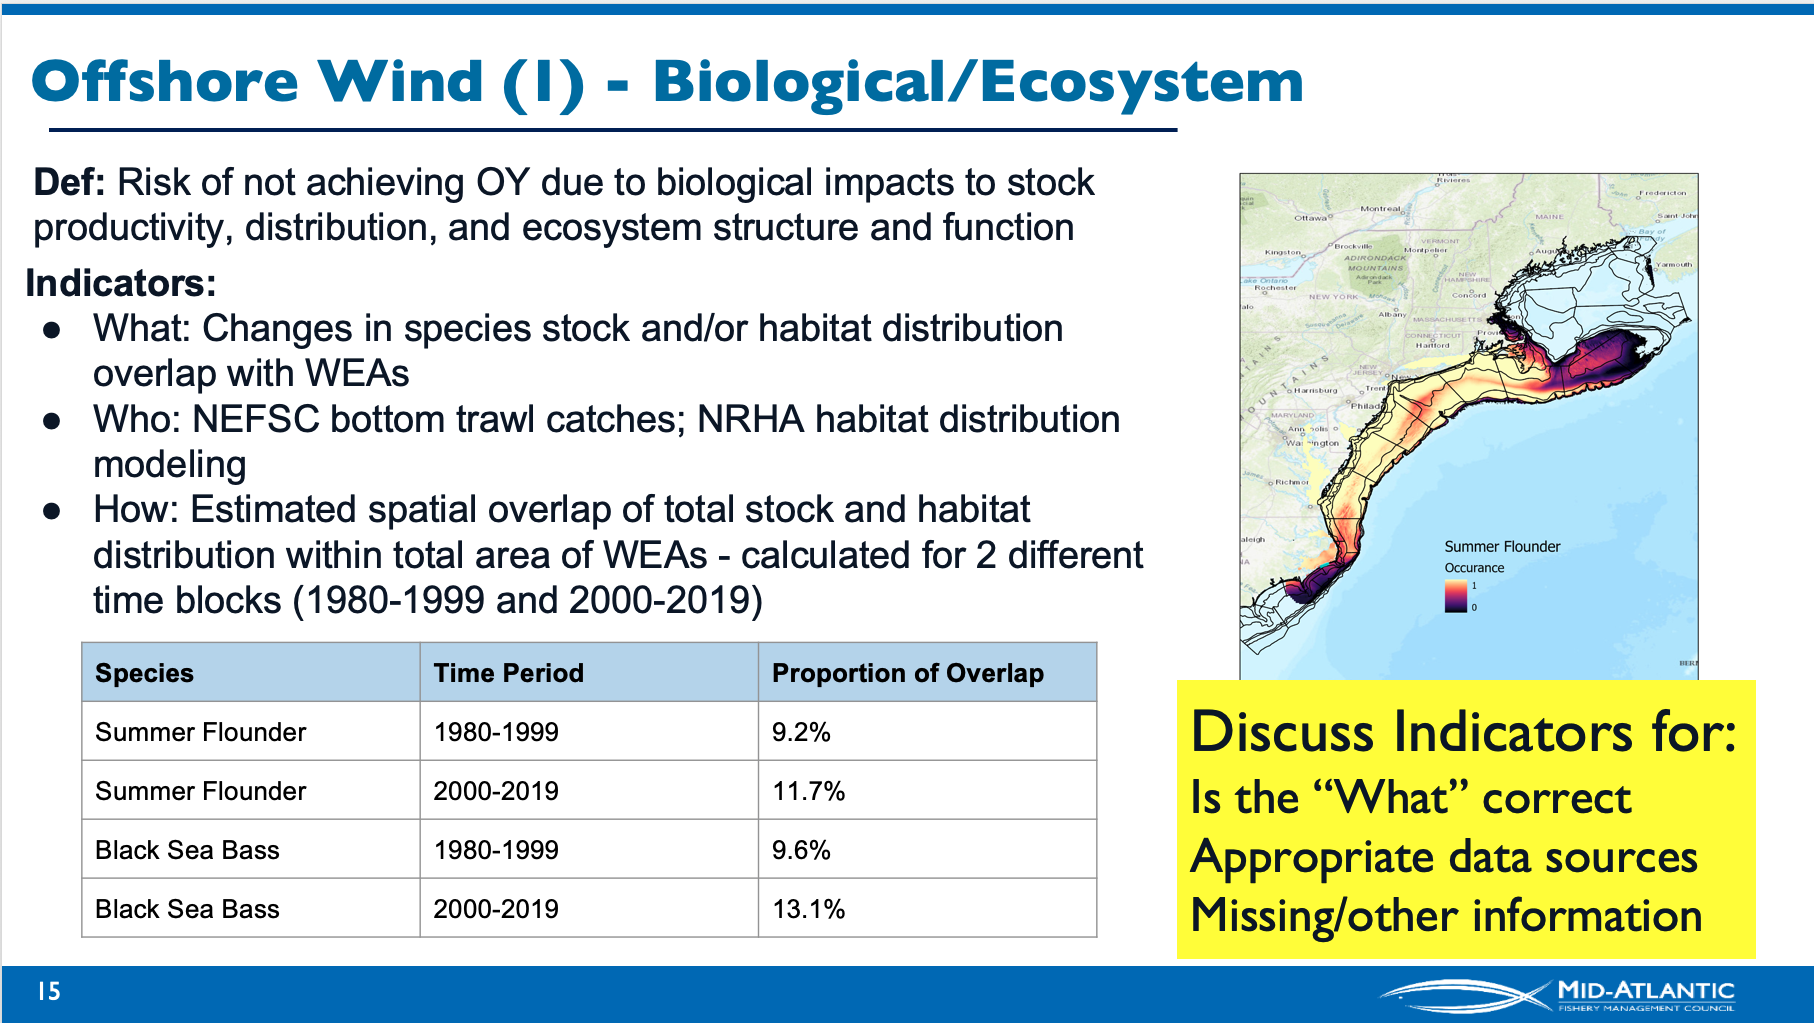 Offshore Wind (1) - Biological/Ecosystem
Def: Risk of not achieving OY due to biological impacts to stock
productivity, distribution, and ecosystem structure and function
Indicators:
● What: Changes in species stock and/or habitat distribution
overlap with WEAs
● Who: NEFSC bottom trawl catches; NRHA habitat distribution
modeling
● How: Estimated spatial overlap of total stock and habitat
distribution within total area of WEAs - calculated for 2 different
time blocks (1980-1999 and 2000-2019)
Species Time Period Proportion of Overlap
Summer Flounder 1980-1999 9.2%
Summer Flounder 2000-2019 11.7%
Black Sea Bass 1980-1999 9.6%
Black Sea Bass 2000-2019 13.1%
Rivieres
Fredericton
Montreal
Ottawa
MAINE
Saint John
Bay of
Brockville
VERMONT
Kingston
Montpelier
ADIRONDACK
MOUNTAINS
Adirondack
Park
Yarmouth
NEW
HAMPSHIRE
Lake Ontario
Rochester
NEW YORK
Concord
Albany
MASSACHUSETTS
CONNECTICUT
Hartford
NEW
JERSEY
Harrisburg
MARYLAND
Richmor
aleigh
Summer Flounder
Occurance
1
0
Discuss Indicators for:
Is the “What” correct
Appropriate data sources
Missing/other information
15
MID-ATLANTIC
FISHERY MANAGEMENT COUNCIL